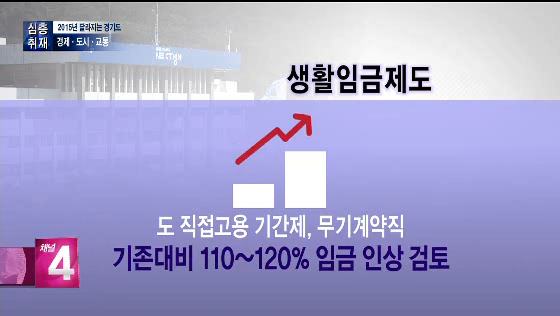 심층
취재
2015년 달라지는 경기도
경제·도시·교통
생활임금제도
도 직접고용 기간제, 무기계약직
기존대비 110~120% 임금 인상 검토
채널
4